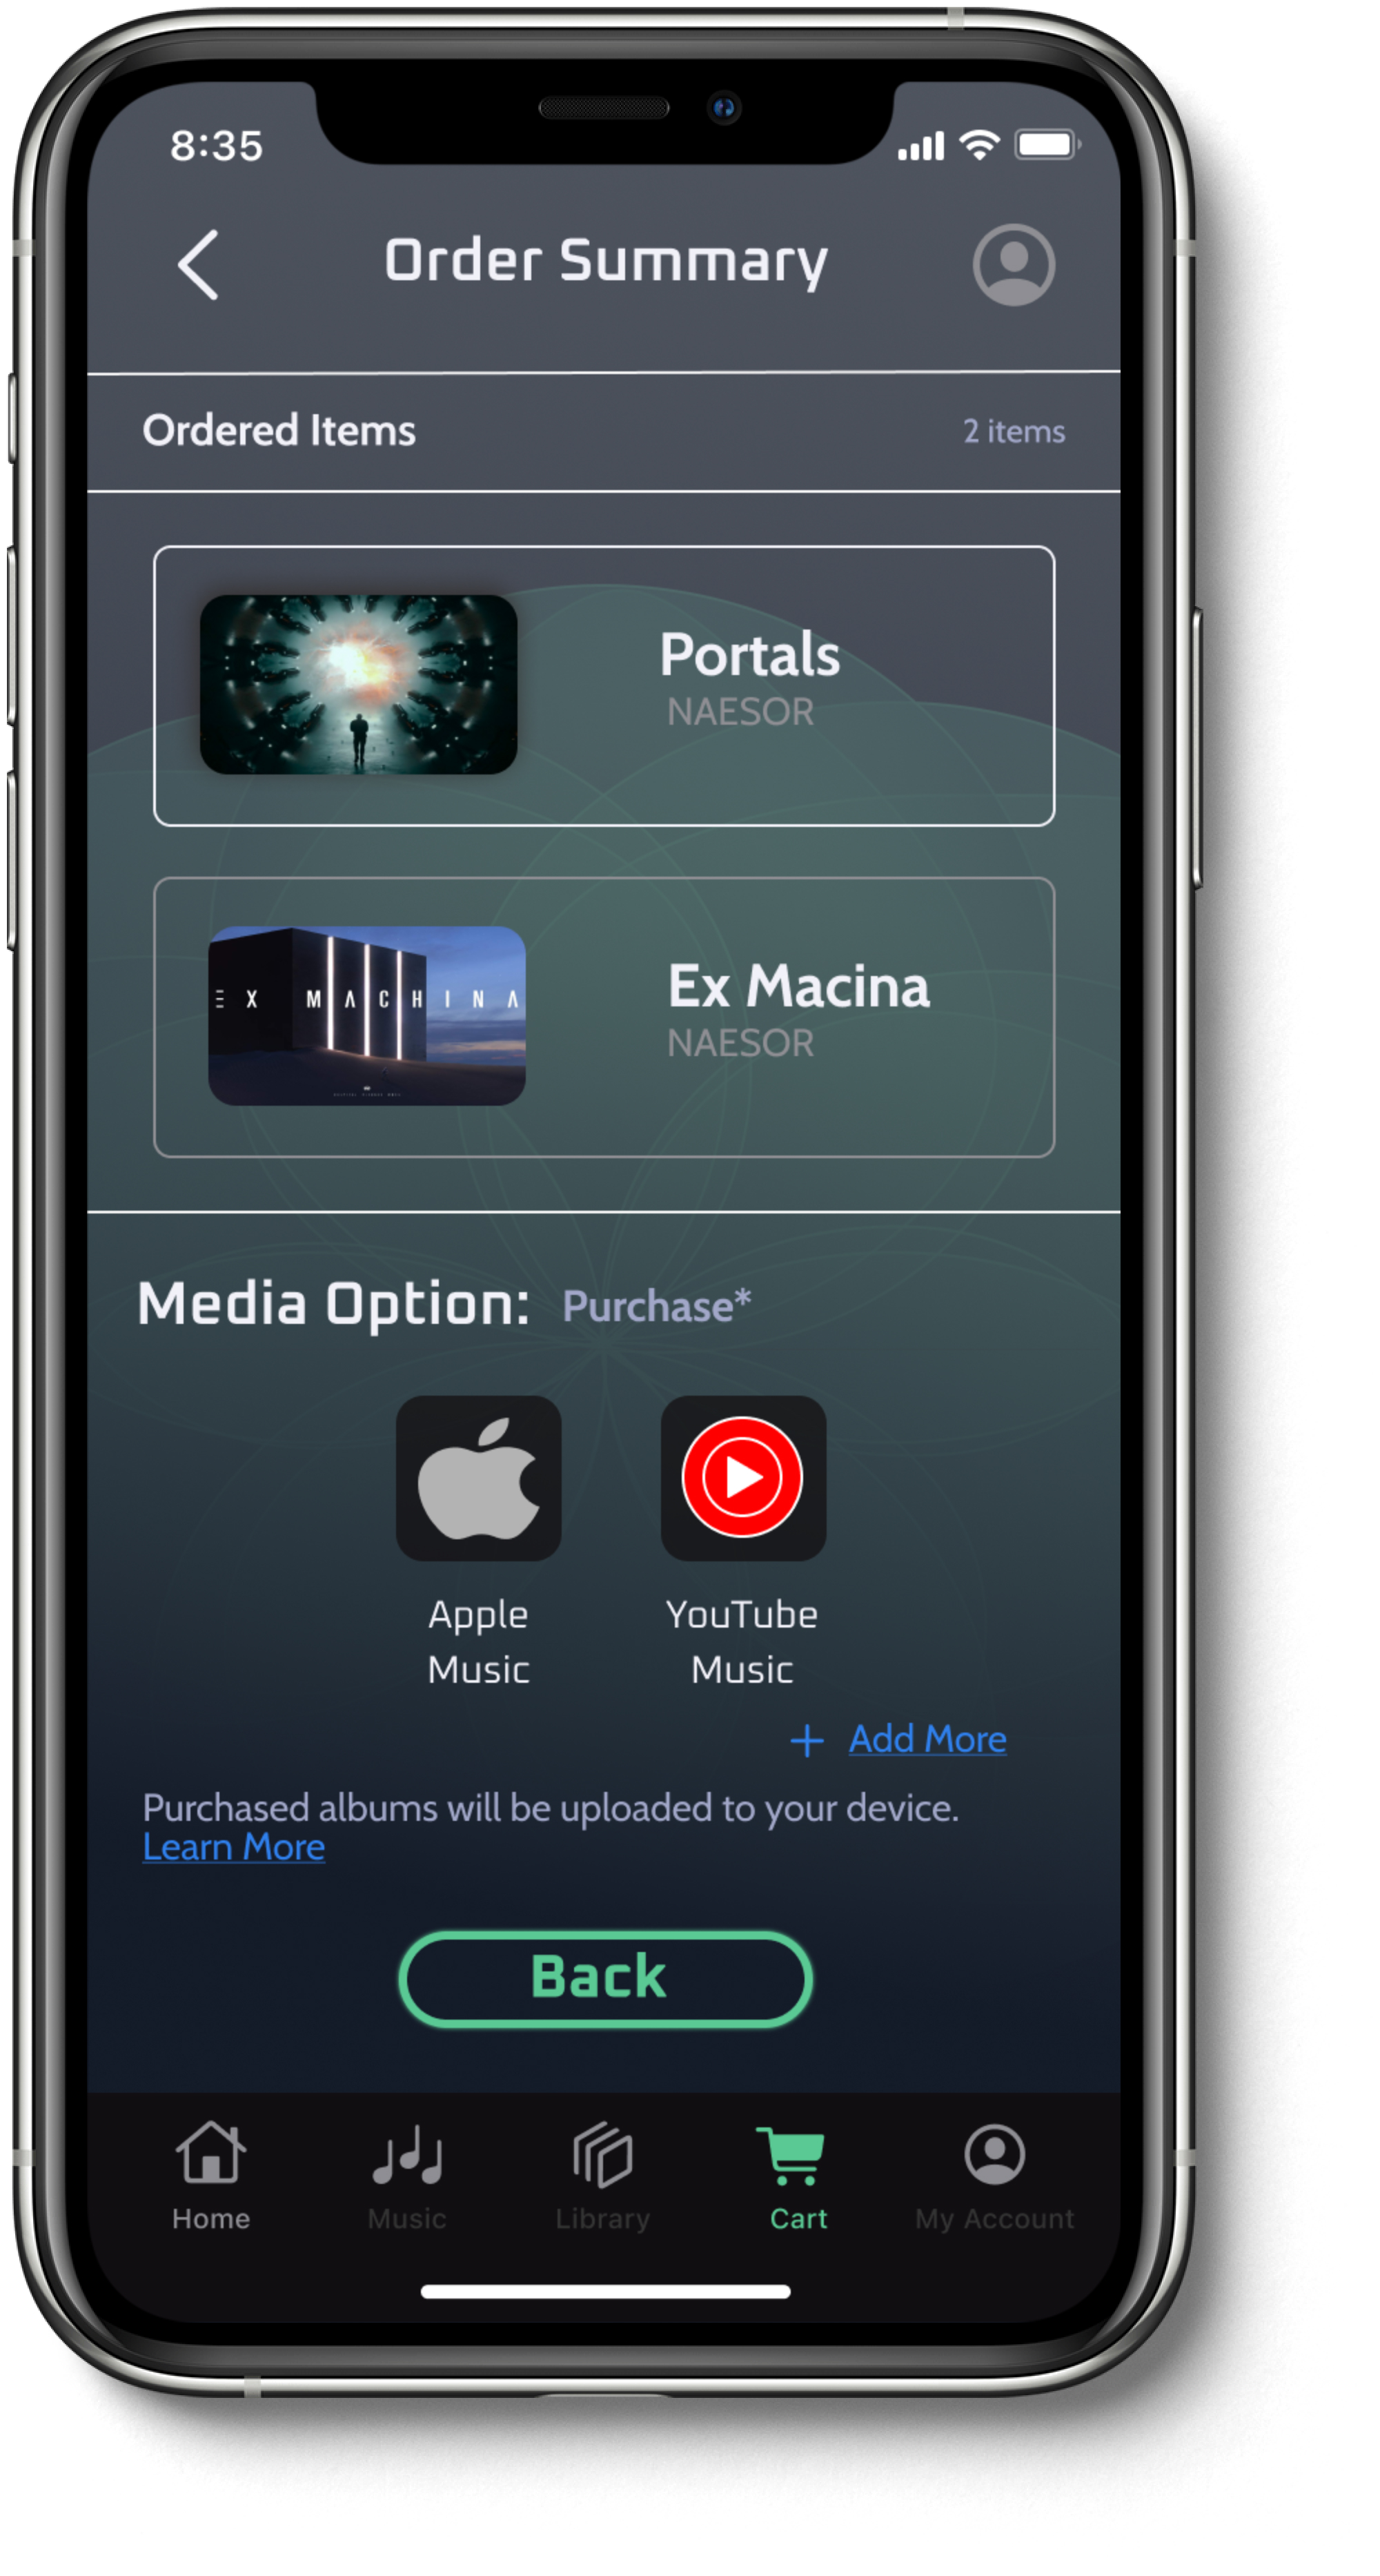 8:35
Order Summary
Ordered Items
2 items
Portals
NAESOR
EX MACHINA
Ex Macina
NAESOR
Media Option: Purchase*
Apple
Music
YouTube
Music
+ Add More
Purchased albums will be uploaded to your device.
Learn More
Back
Home
Music
Library
Cart
My Account